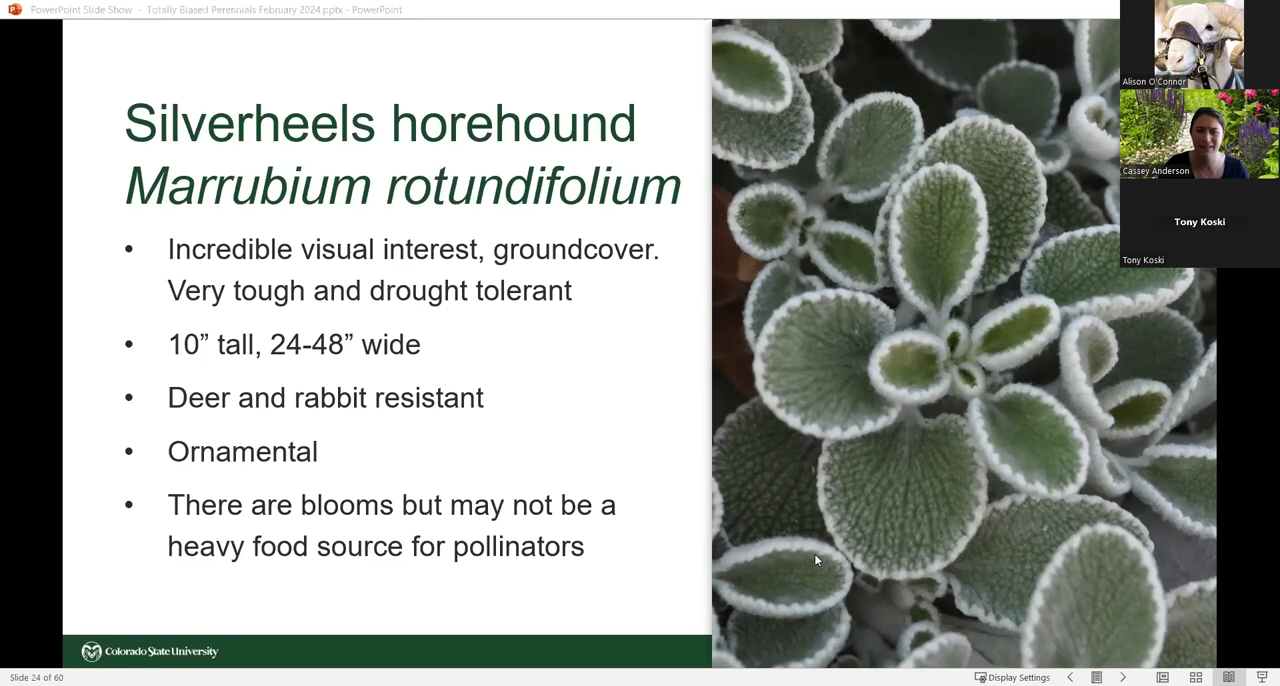 PowerPoint Slide Show - Totally Biased Perennials February 2024.pptx - PowerPoint
Silverheels horehound
Marrubium rotundifolium
• Incredible visual interest, groundcover.
Very tough and drought tolerant
• 10” tall, 24-48” wide
• Deer and rabbit resistant
• Ornamental
• There are blooms but may not be a
heavy food source for pollinators
Colorado State University
Alison O'Connor
Cassey Anderson
Tony Koski
Tony Koski
Slide 24 of 60
Display Settings